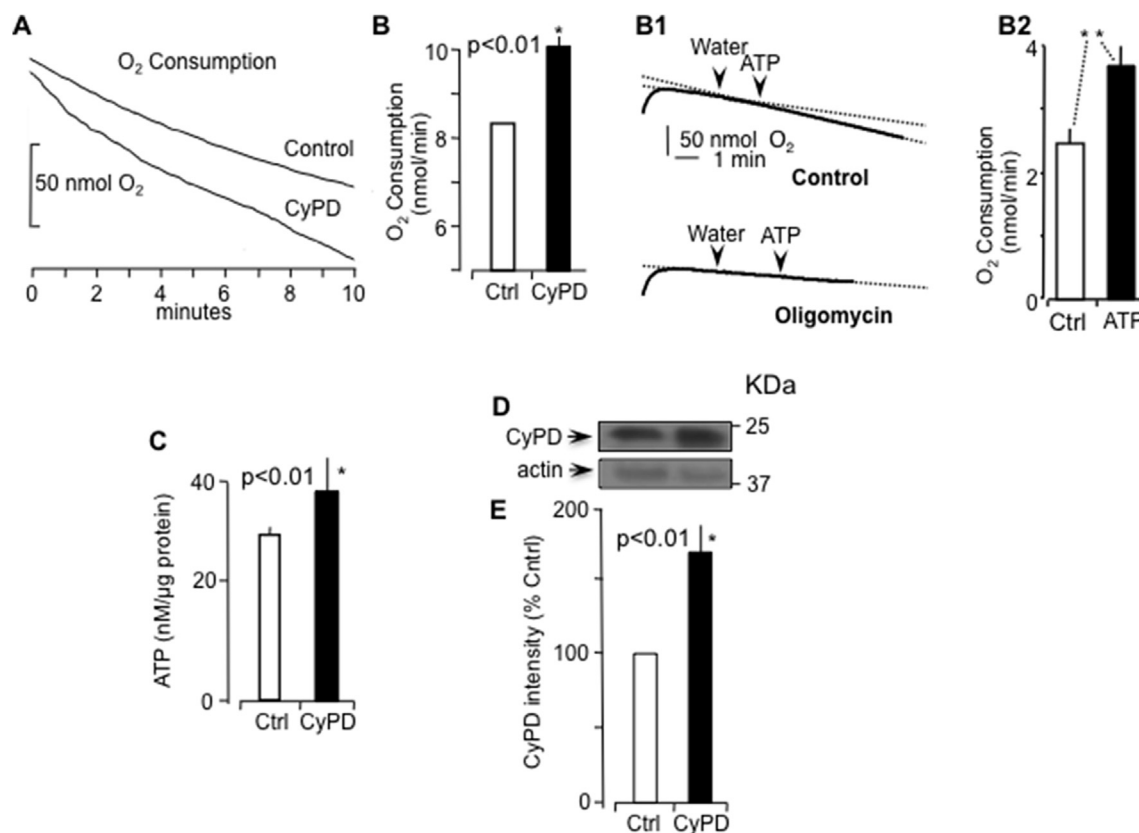 A
O2 Consumption
Control
CyPD
50 nmol O2
0 2 4 6 8 10
minutes
B
p<0.01 *
O2 Consumption
(nmol/min)
10
8
6
Ctrl CyPD
B1
Water
ATP
50 nmol O2
1 min
Control
Water ATP
Oligomycin
B2
* *
O2 Consumption
(nmol/min)
4
2
0
Ctrl ATP
C
p<0.01 *
ATP (nM/µg protein)
40
20
0
Ctrl CyPD
D
KDa
CyPD
25
actin
37
E
p<0.01 *
CyPD intensity (% Cntrl)
200
100
0
Ctrl CyPD